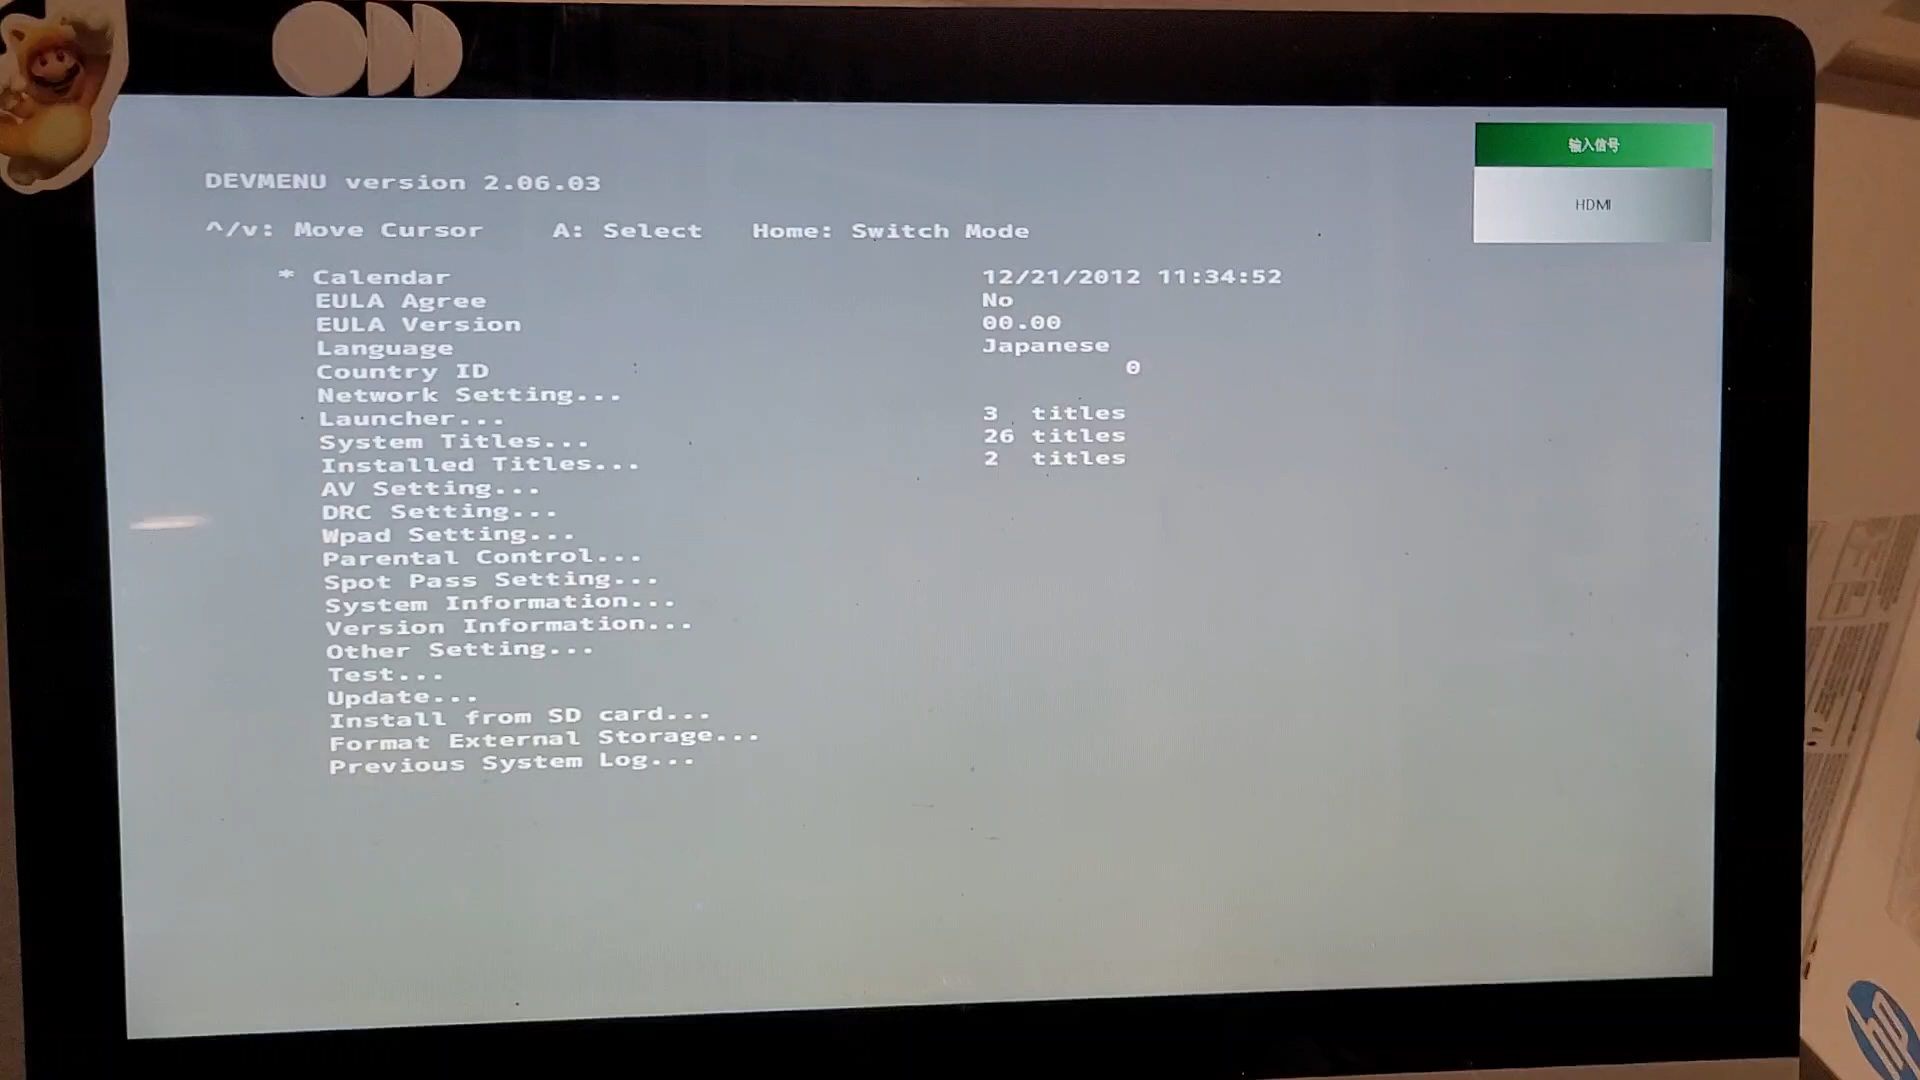 输入信号
HDMI
DEVMENU version 2.06.03
^/v: Move Cursor A: Select Home: Switch Mode
* Calendar 12/21/2012 11:34:52
EULA Agree No
EULA Version 00.00
Language Japanese
Country ID 0
Network Setting...
Launcher... 3 titles
System Titles... 26 titles
Installed Titles... 2 titles
AV Setting...
DRC Setting...
Wpad Setting...
Parental Control...
Spot Pass Setting...
System Information...
Version Information...
Other Setting...
Test...
Update...
Install from SD card...
Format External Storage...
Previous System Log...
hp